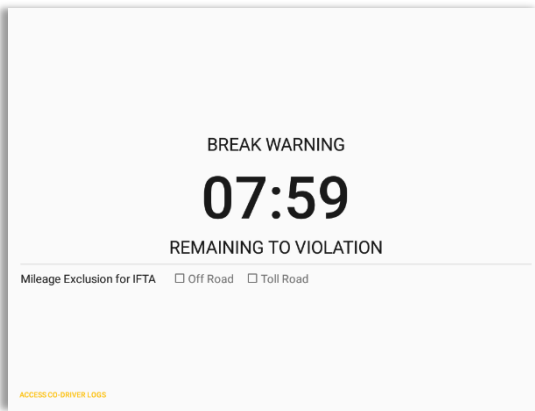 BREAK WARNING
07:59
REMAINING TO VIOLATION
Mileage Exclusion for IFTA ☐ Off Road ☐ Toll Road
ACCESS CO-DRIVER LOGS